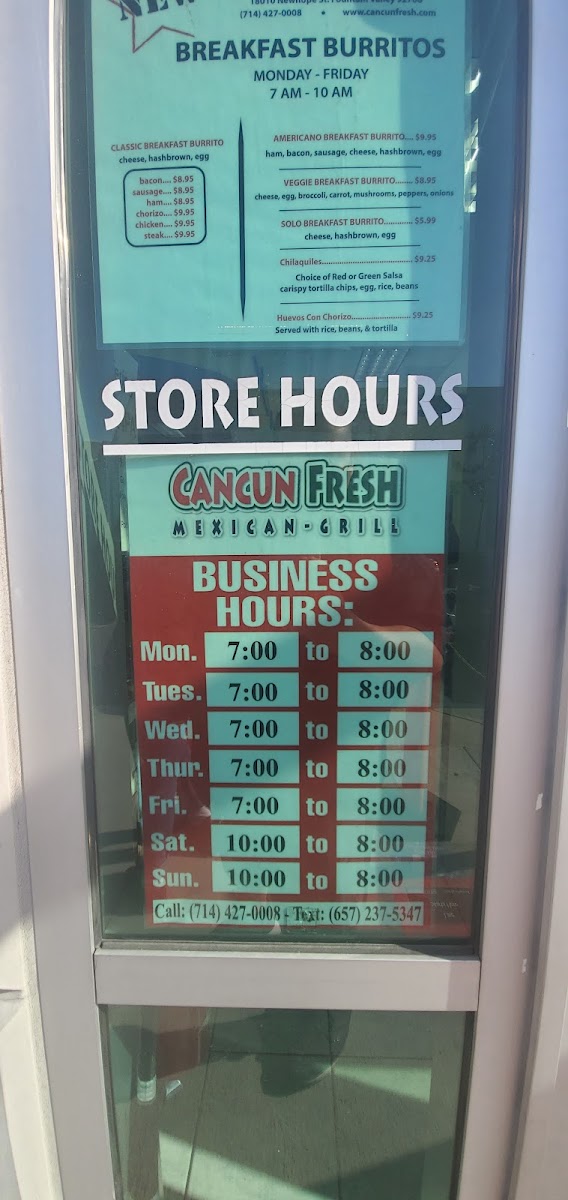 NEW
18010 Newhope St. Fountain Valley 92708
(714) 427-0008 • www.cancunfresh.com
BREAKFAST BURRITOS
MONDAY - FRIDAY
7 AM - 10 AM
CLASSIC BREAKFAST BURRITO
cheese, hashbrown, egg
bacon.... $8.95
sausage.... $8.95
ham.... $8.95
chorizo.... $9.95
chicken.... $9.95
steak.... $9.95
AMERICANO BREAKFAST BURRITO.... $9.95
ham, bacon, sausage, cheese, hashbrown, egg
VEGGIE BREAKFAST BURRITO........ $8.95
cheese, egg, broccoli, carrot, mushrooms, peppers, onions
SOLO BREAKFAST BURRITO............. $5.99
cheese, hashbrown, egg
Chilaquiles.......................................... $9.25
Choice of Red or Green Salsa
carispy tortilla chips, egg, rice, beans
Huevos Con Chorizo........................... $9.25
Served with rice, beans, & tortilla
STORE HOURS
CANCUN FRESH
MEXICAN-GRILL
BUSINESS
HOURS:
Mon. 7:00 to 8:00
Tues. 7:00 to 8:00
Wed. 7:00 to 8:00
Thur. 7:00 to 8:00
Fri. 7:00 to 8:00
Sat. 10:00 to 8:00
Sun. 10:00 to 8:00
Call: (714) 427-0008 - Text: (657) 237-5347